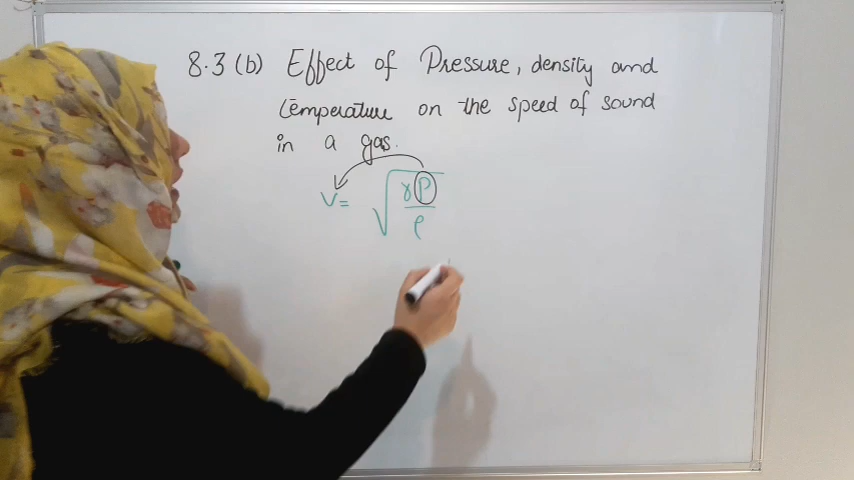 8.3 (b) Effect of Pressure, density and
temperature on the speed of sound
in a gas.
v = √(γP/ρ)